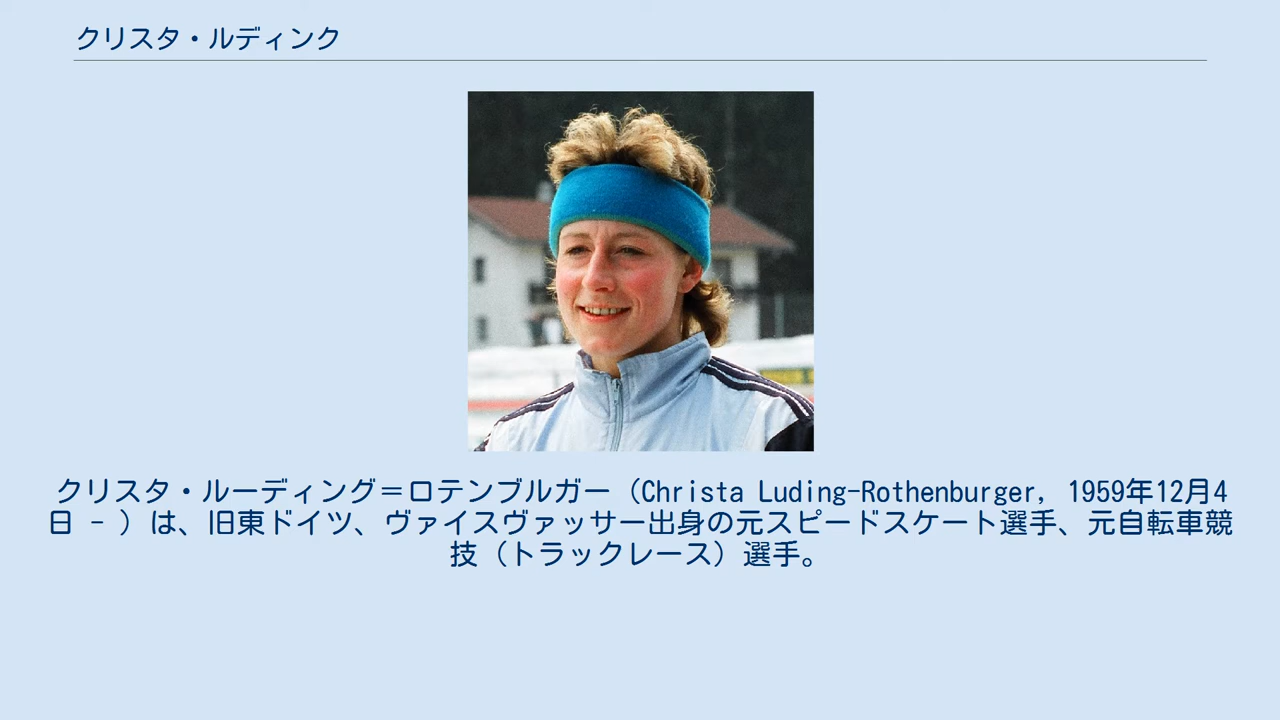 クリスタ・ルディンク
クリスタ・ルーディング＝ロテンブルガー（Christa Luding-Rothenburger, 1959年12月4
日 - ）は、旧東ドイツ、ヴァイスヴァッサー出身の元スピードスケート選手、元自転車競
技（トラックレース）選手。